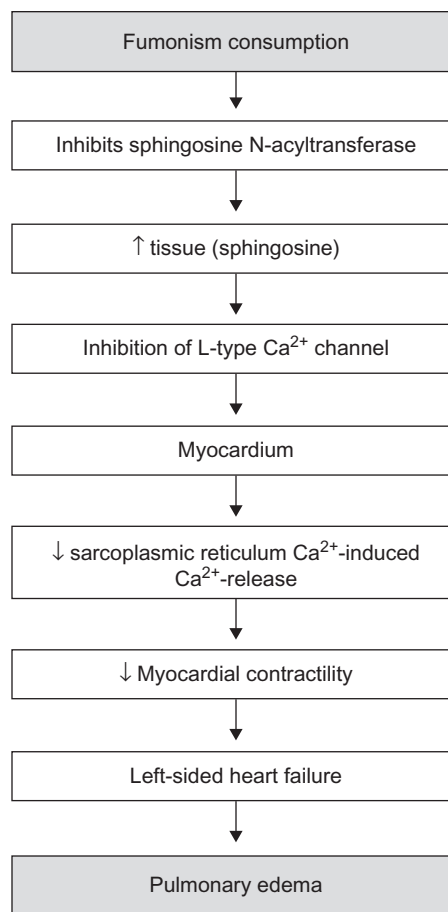 Fumonism consumption
Inhibits sphingosine N-acyltransferase
↑ tissue (sphingosine)
Inhibition of L-type Ca²⁺ channel
Myocardium
↓ sarcoplasmic reticulum Ca²⁺-induced
Ca²⁺-release
↓ Myocardial contractility
Left-sided heart failure
Pulmonary edema